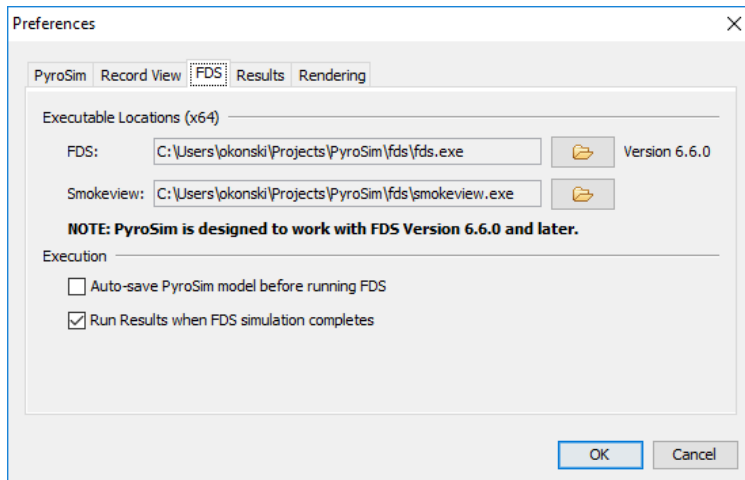 Preferences
PyroSim Record View FDS Results Rendering
Executable Locations (x64)
FDS: C:\Users\okonski\Projects\PyroSim\fds\fds.exe Version 6.6.0
Smokeview: C:\Users\okonski\Projects\PyroSim\fds\smokeview.exe
NOTE: PyroSim is designed to work with FDS Version 6.6.0 and later.
Execution
Auto-save PyroSim model before running FDS
Run Results when FDS simulation completes
OK Cancel